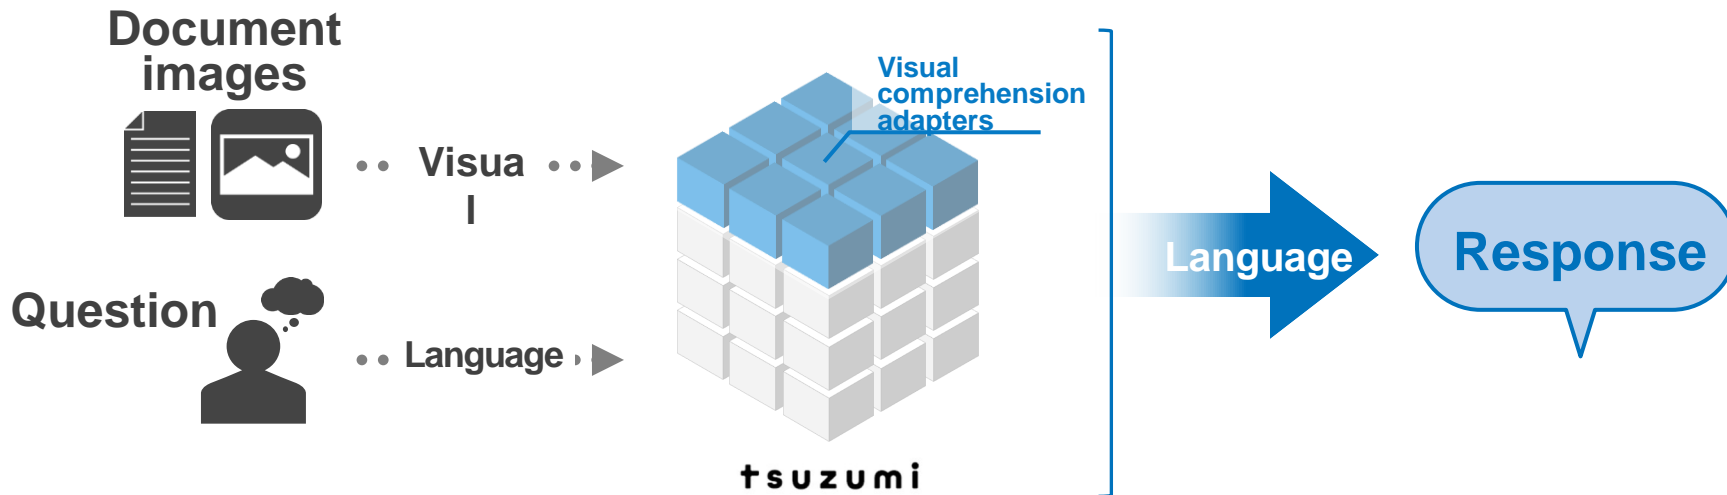 Document
images
Visua
l
Question
Language
Visual
comprehension
adapters
tsuzumi
Language
Response